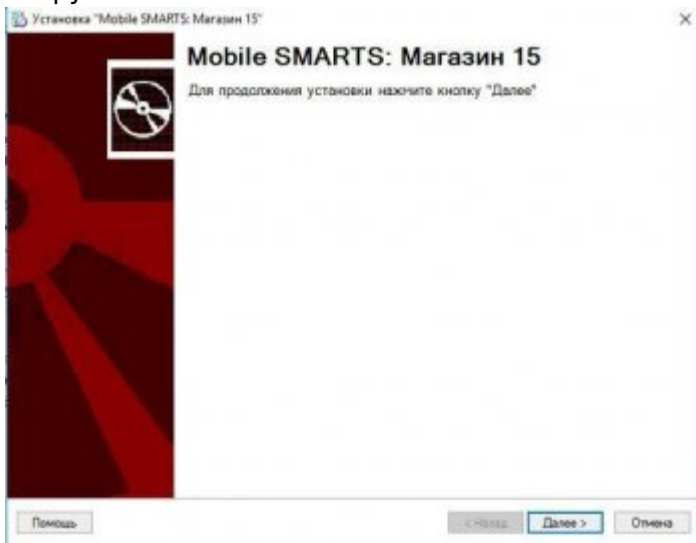 Установка "Mobile SMARTS: Магазин 15"
Mobile SMARTS: Магазин 15
Для продолжения установки нажмите кнопку "Далее"
Помощь
< Назад
Далее >
Отмена